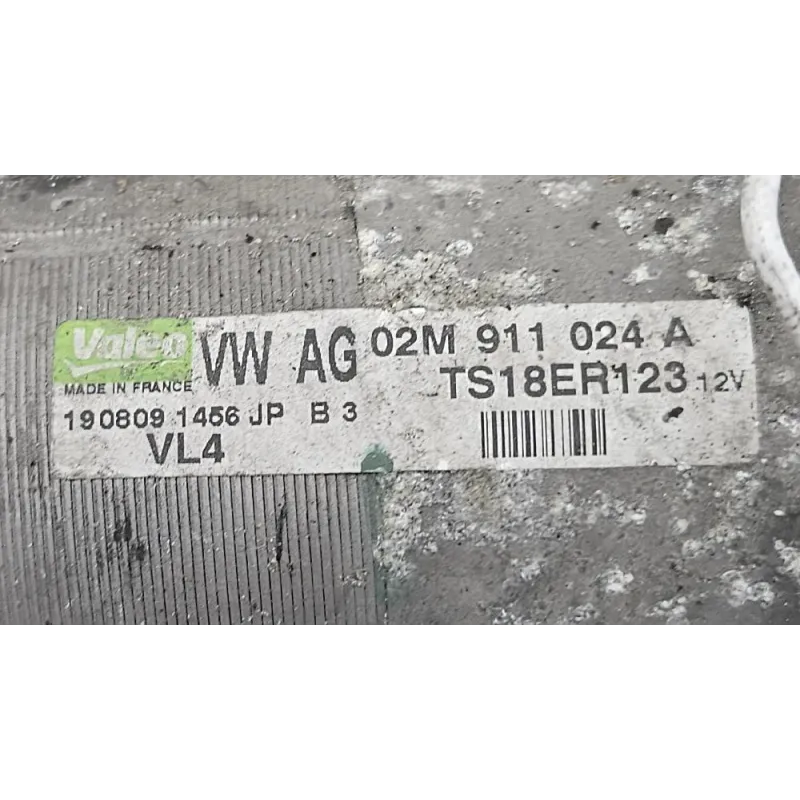 Valeo VW AG 02M 911 024 A
MADE IN FRANCE TS18ER123 12V
190809 1456 JP B 3
VL4